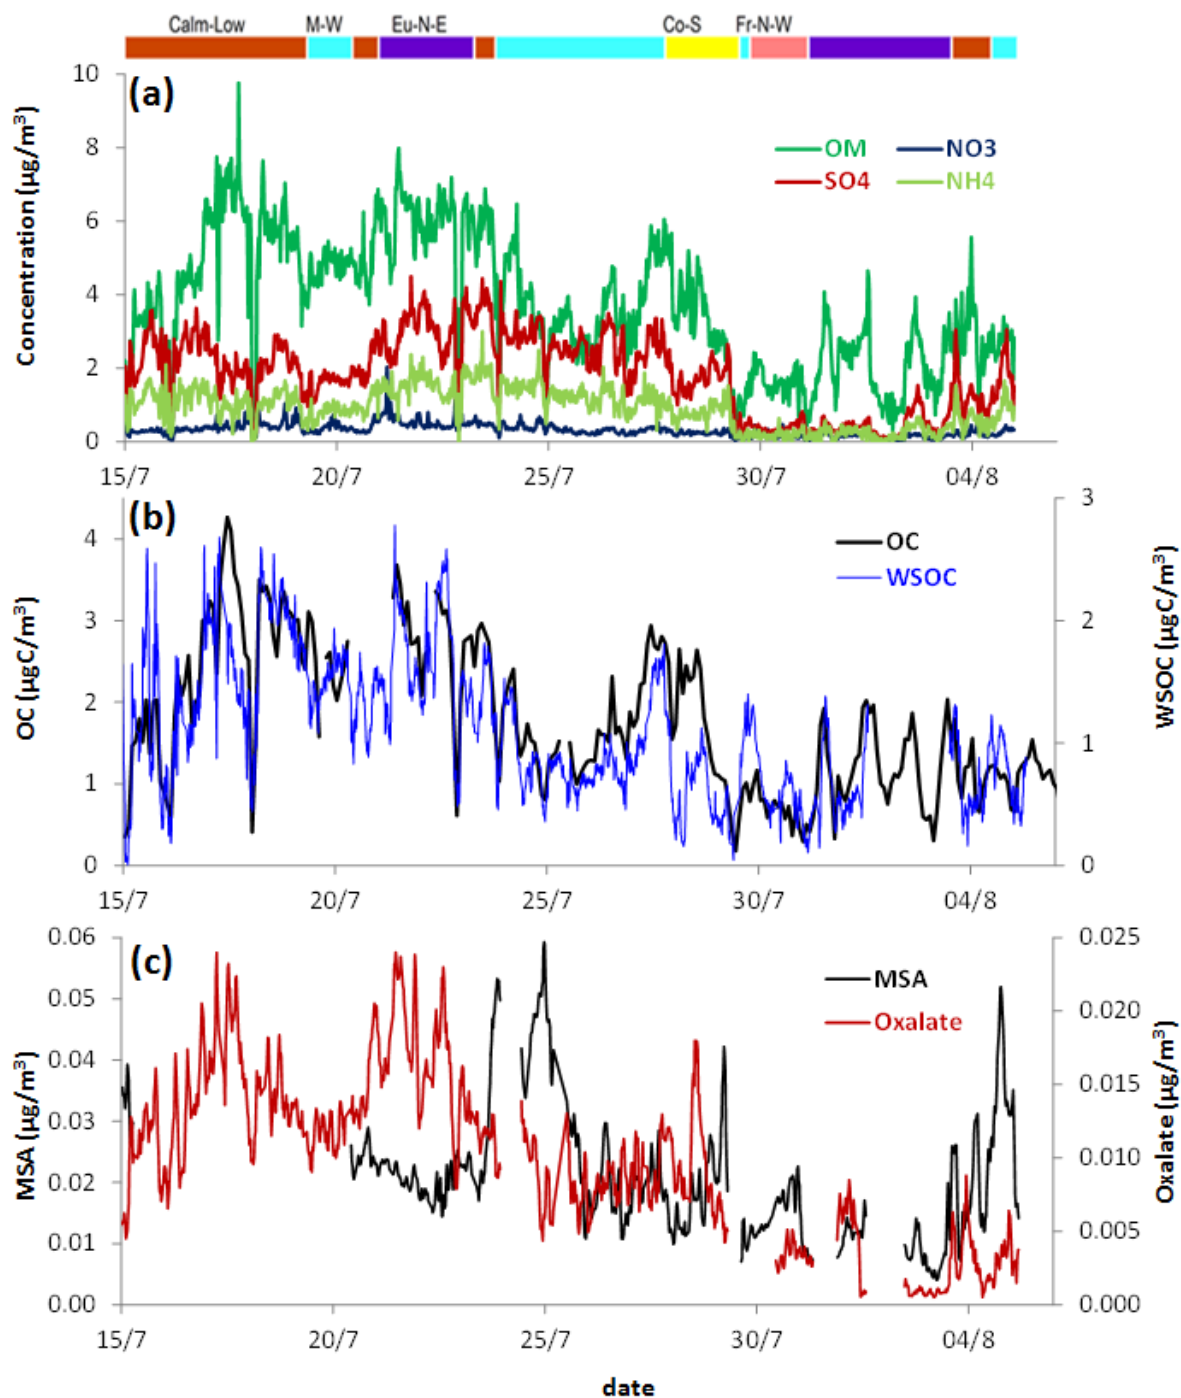 Calm-Low M-W Eu-N-E Co-S Fr-N-W
(a)
Concentration (µg/m³)
10
8
6
4
2
0
OM NO3
SO4 NH4
15/7 20/7 25/7 30/7 04/8
(b)
OC (µgC/m³)
4
3
2
1
0
OC
WSOC
3
2
1
0
WSOC (µgC/m³)
15/7 20/7 25/7 30/7 04/8
(c)
MSA (µg/m³)
0.06
0.05
0.04
0.03
0.02
0.01
0.00
MSA
Oxalate
0.025
0.020
0.015
0.010
0.005
0.000
Oxalate (µg/m³)
15/7 20/7 25/7 30/7 04/8
date